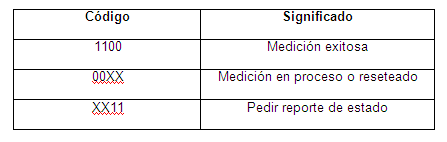 Código Significado
1100 Medición exitosa
00XX Medición en proceso o reseteado
XX11 Pedir reporte de estado